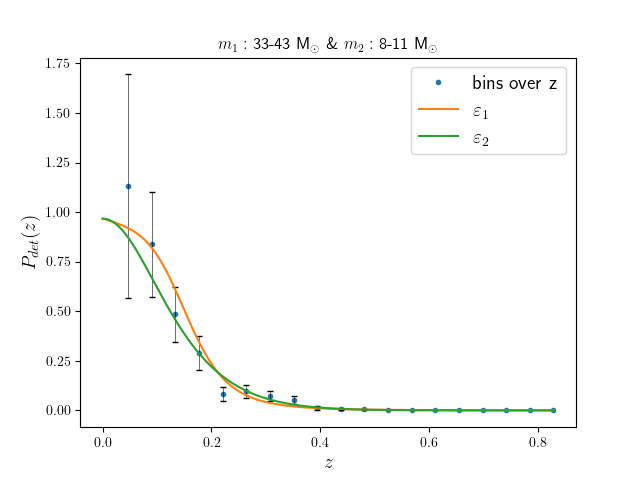 m₁ : 33-43 M⊙ & m₂ : 8-11 M⊙
bins over z
ε₁
ε₂
P_det(z)
1.75
1.50
1.25
1.00
0.75
0.50
0.25
0.00
0.0 0.2 0.4 0.6 0.8
z